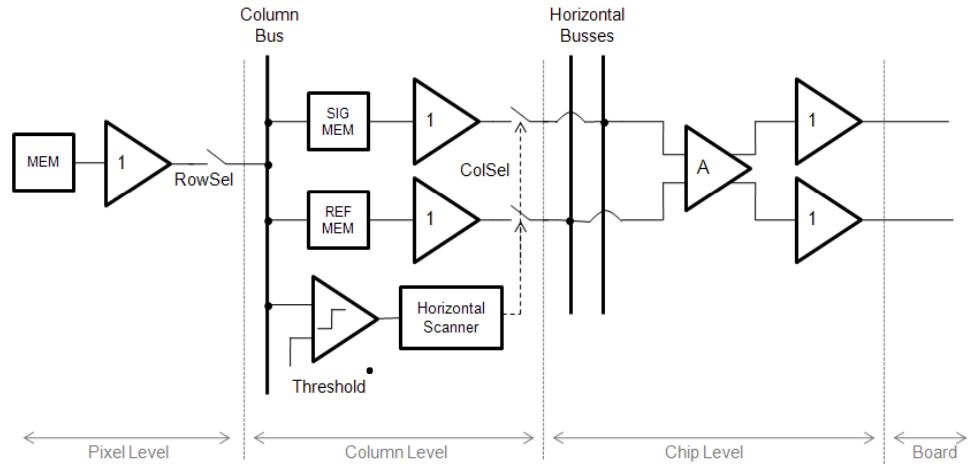 Column
Bus
Horizontal
Busses
SIG
MEM
1
1
MEM
1
RowSel
ColSel
A
REF
MEM
1
1
Horizontal
Scanner
Threshold
Pixel Level
Column Level
Chip Level
Board